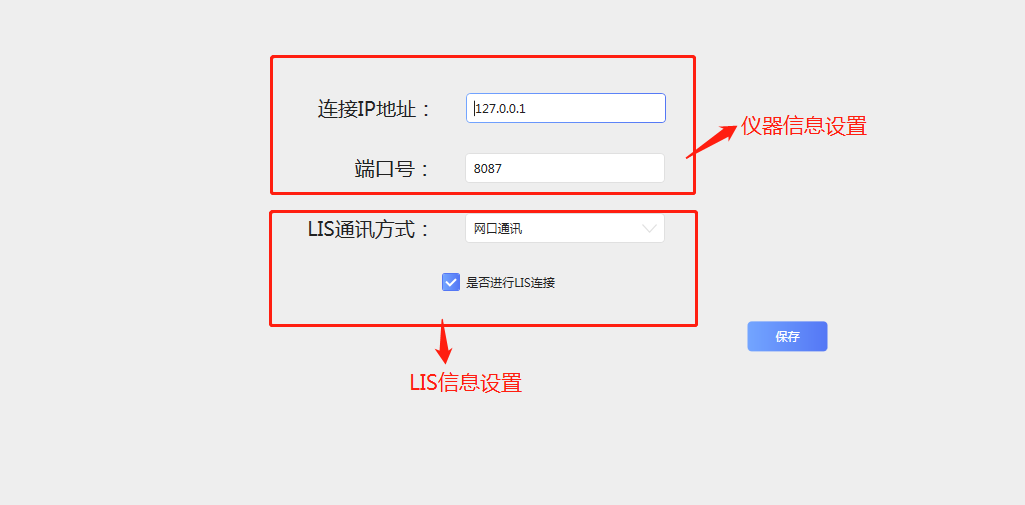 连接IP地址：
127.0.0.1
仪器信息设置
端口号：
8087
LIS通讯方式：
网口通讯
是否进行LIS连接
保存
LIS信息设置